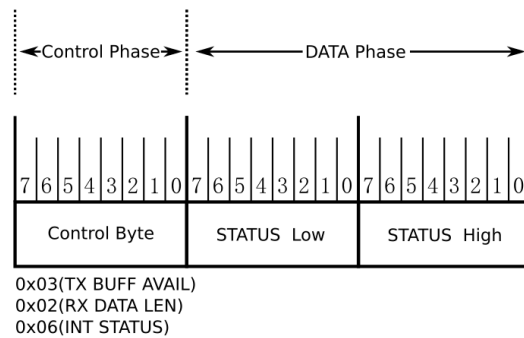 Control Phase DATA Phase
7 6 5 4 3 2 1 0 7 6 5 4 3 2 1 0 7 6 5 4 3 2 1 0
Control Byte STATUS Low STATUS High
0x03(TX BUFF AVAIL)
0x02(RX DATA LEN)
0x06(INT STATUS)